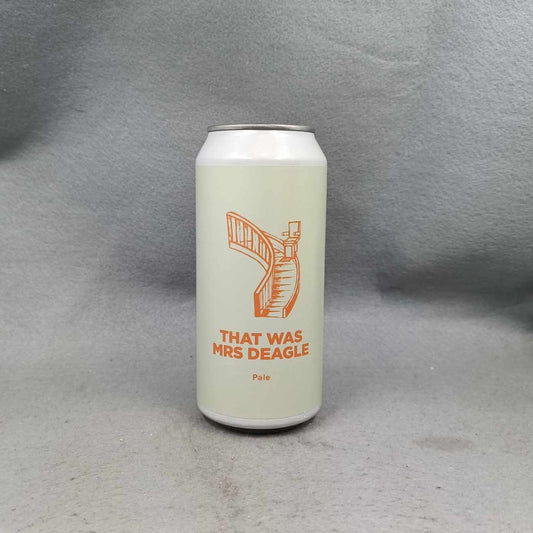 THAT WAS
MRS DEAGLE
Pale